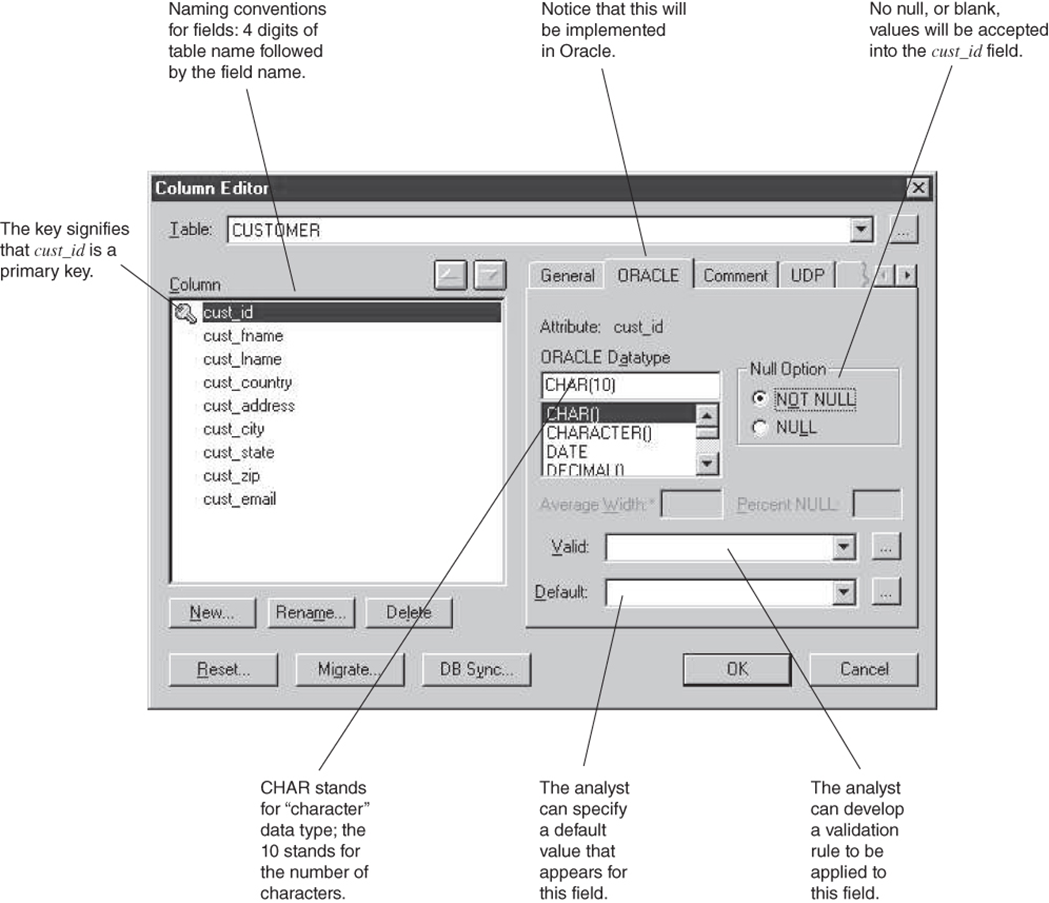 Naming conventions
for fields: 4 digits of
table name followed
by the field name.
Notice that this will
be implemented
in Oracle.
No null, or blank,
values will be accepted
into the cust_id field.
The key signifies
that cust_id is a
primary key.
Column Editor
Table: CUSTOMER ...
Column
cust_id
cust_fname
cust_lname
cust_country
cust_address
cust_city
cust_state
cust_zip
cust_email
New... Rename... Delete
General ORACLE Comment UDP
Attribute: cust_id
ORACLE Datatype
CHAR(10)
CHAR()
CHARACTER()
DATE
DECIMAL()
Null Option
NOT NULL
NULL
Average Width:* Percent NULL:
Valid: ...
Default: ...
Reset... Migrate... DB Sync... OK Cancel
CHAR stands
for “character”
data type; the
10 stands for
the number of
characters.
The analyst
can specify
a default
value that
appears for
this field.
The analyst
can develop
a validation
rule to be
applied to
this field.